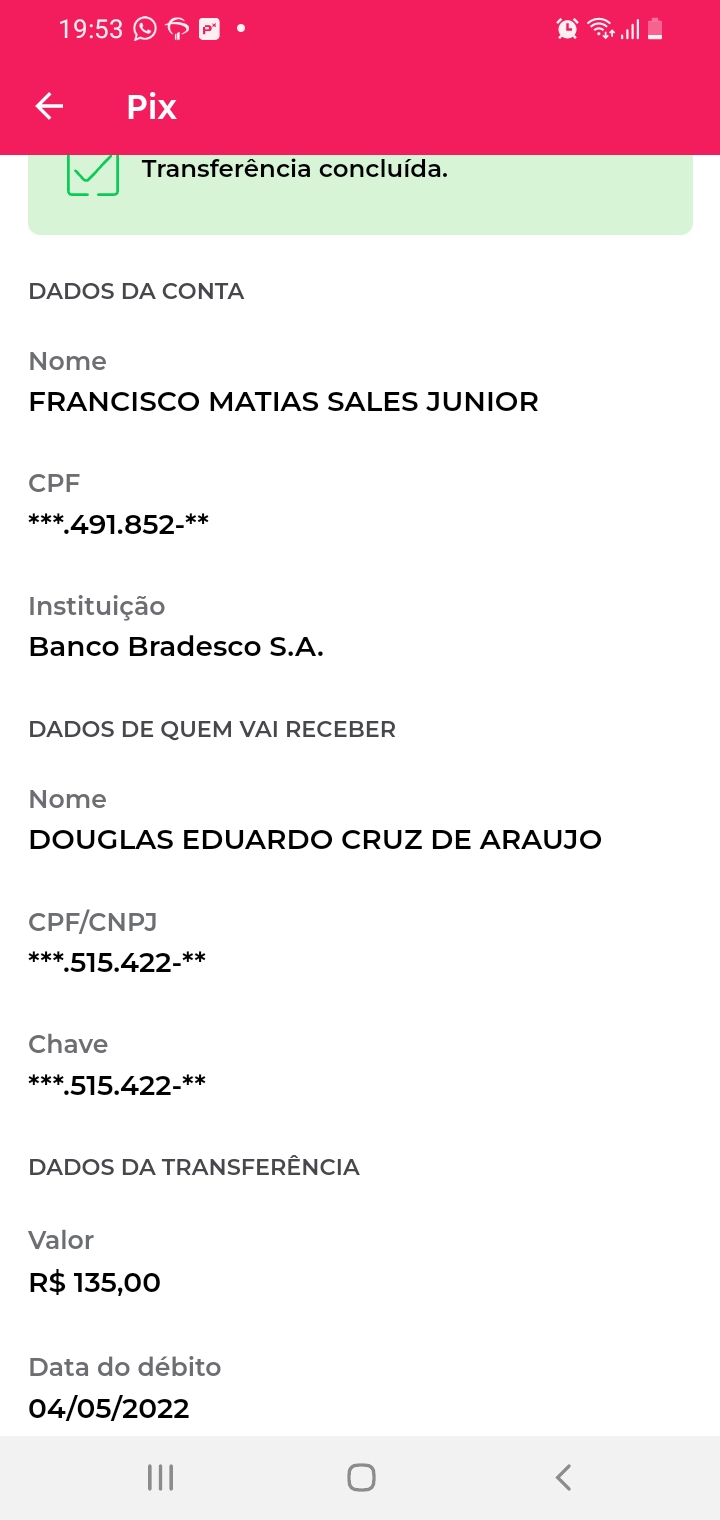 19:53
Pix
Transferência concluída.
DADOS DA CONTA
Nome
FRANCISCO MATIAS SALES JUNIOR
CPF
***.491.852-**
Instituição
Banco Bradesco S.A.
DADOS DE QUEM VAI RECEBER
Nome
DOUGLAS EDUARDO CRUZ DE ARAUJO
CPF/CNPJ
***.515.422-**
Chave
***.515.422-**
DADOS DA TRANSFERÊNCIA
Valor
R$ 135,00
Data do débito
04/05/2022